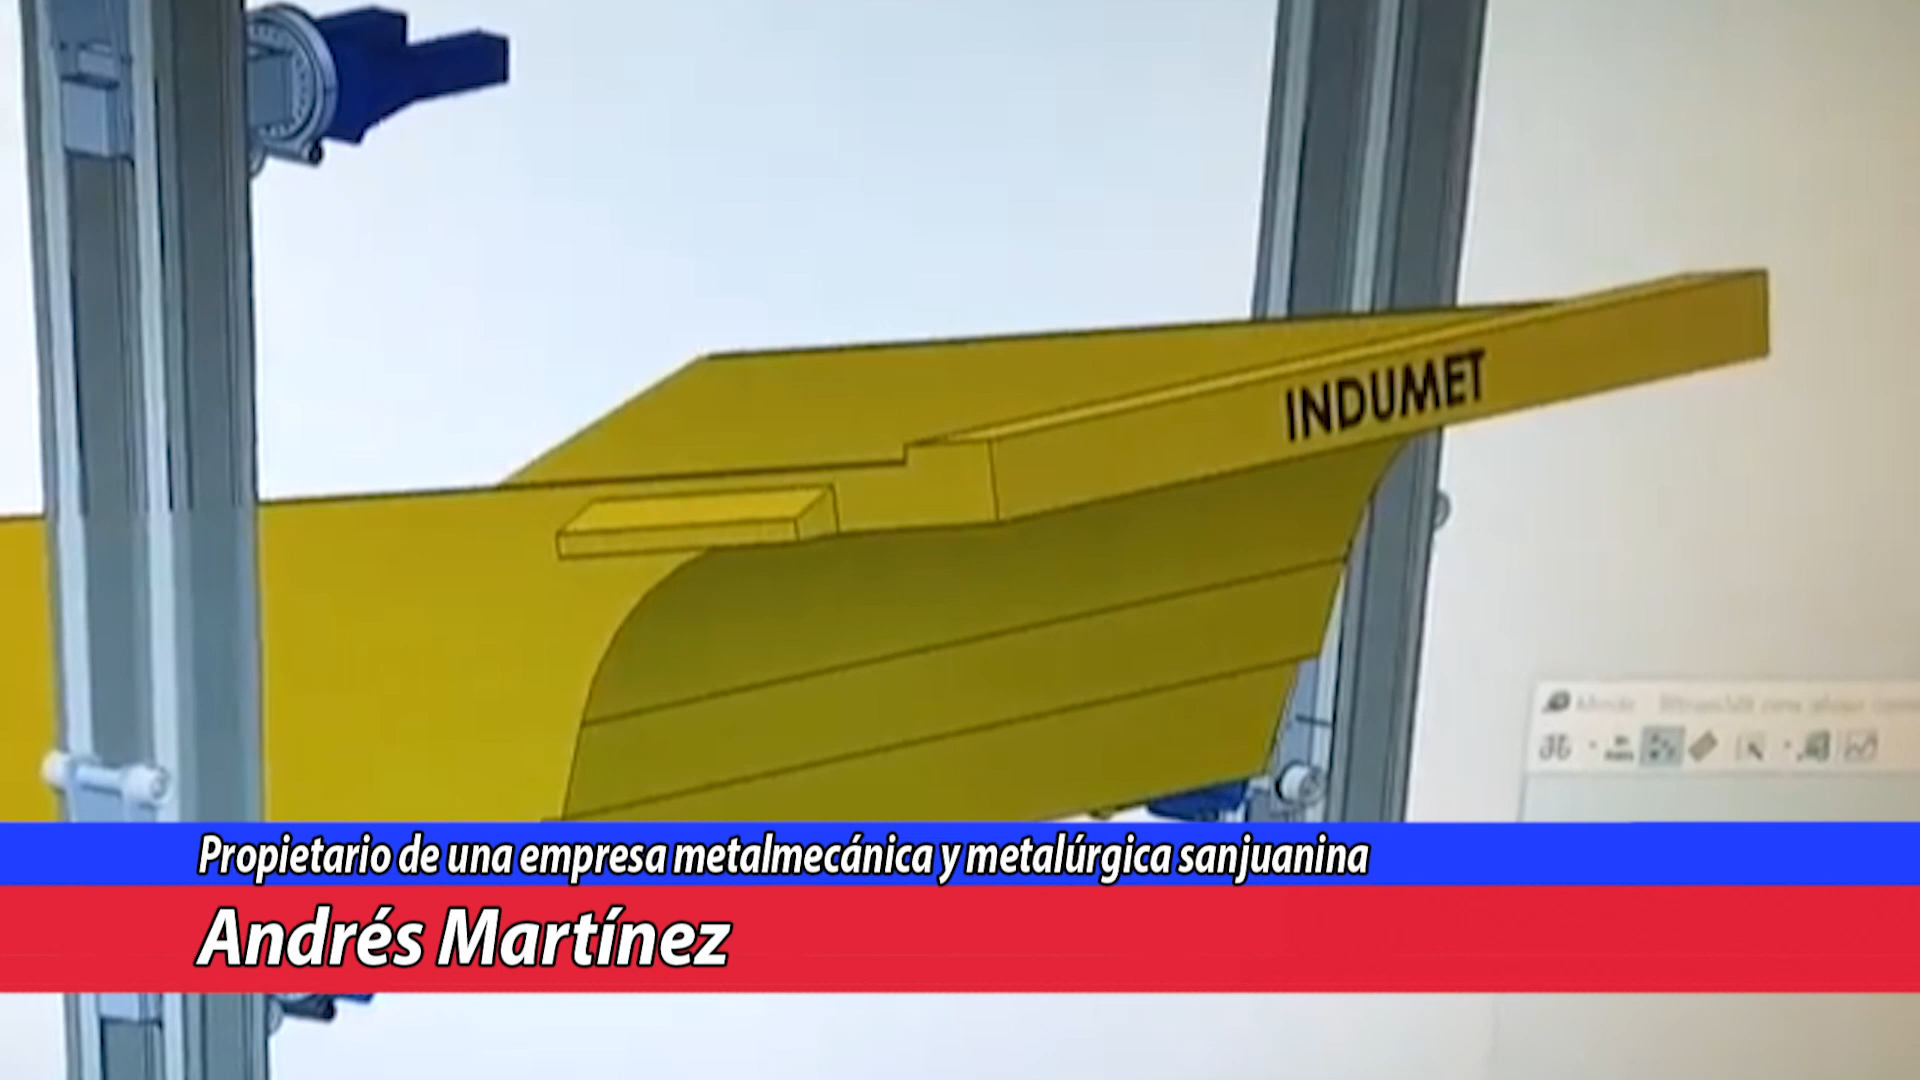 INDUMET
Propietario de una empresa metalmecánica y metalúrgica sanjuanina
Andrés Martínez